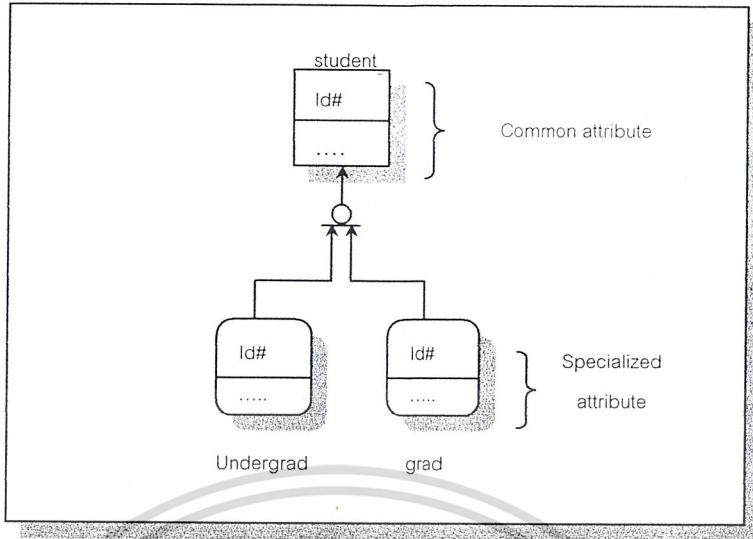 student
Id#
....
Common attribute
Id#
.....
Id#
.....
Specialized
attribute
Undergrad
grad